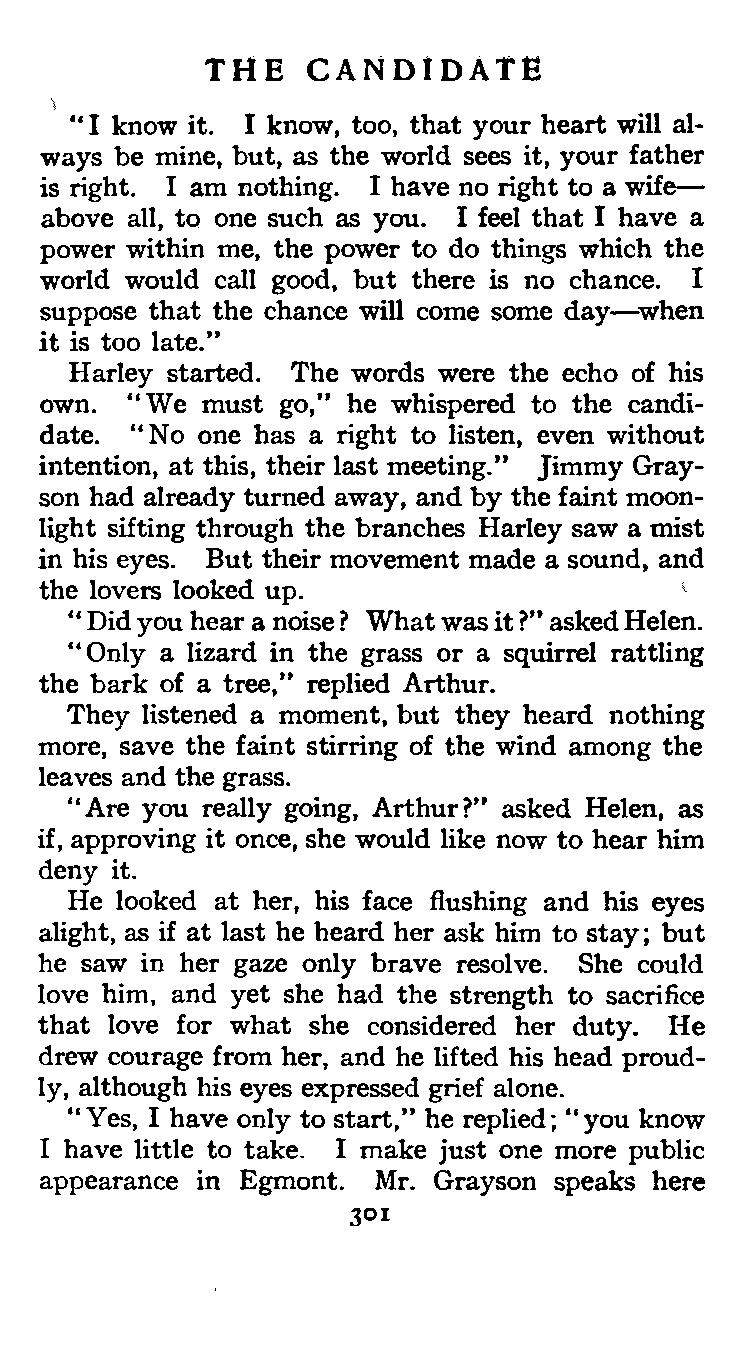 THE CANDIDATE
"I know it. I know, too, that your heart will al-
ways be mine, but, as the world sees it, your father
is right. I am nothing. I have no right to a wife—
above all, to one such as you. I feel that I have a
power within me, the power to do things which the
world would call good, but there is no chance. I
suppose that the chance will come some day—when
it is too late."
Harley started. The words were the echo of his
own. "We must go," he whispered to the candi-
date. "No one has a right to listen, even without
intention, at this, their last meeting." Jimmy Gray-
son had already turned away, and by the faint moon-
light sifting through the branches Harley saw a mist
in his eyes. But their movement made a sound, and
the lovers looked up.
"Did you hear a noise? What was it?" asked Helen.
"Only a lizard in the grass or a squirrel rattling
the bark of a tree," replied Arthur.
They listened a moment, but they heard nothing
more, save the faint stirring of the wind among the
leaves and the grass.
"Are you really going, Arthur?" asked Helen, as
if, approving it once, she would like now to hear him
deny it.
He looked at her, his face flushing and his eyes
alight, as if at last he heard her ask him to stay; but
he saw in her gaze only brave resolve. She could
love him, and yet she had the strength to sacrifice
that love for what she considered her duty. He
drew courage from her, and he lifted his head proud-
ly, although his eyes expressed grief alone.
"Yes, I have only to start," he replied; "you know
I have little to take. I make just one more public
appearance in Egmont. Mr. Grayson speaks here
301